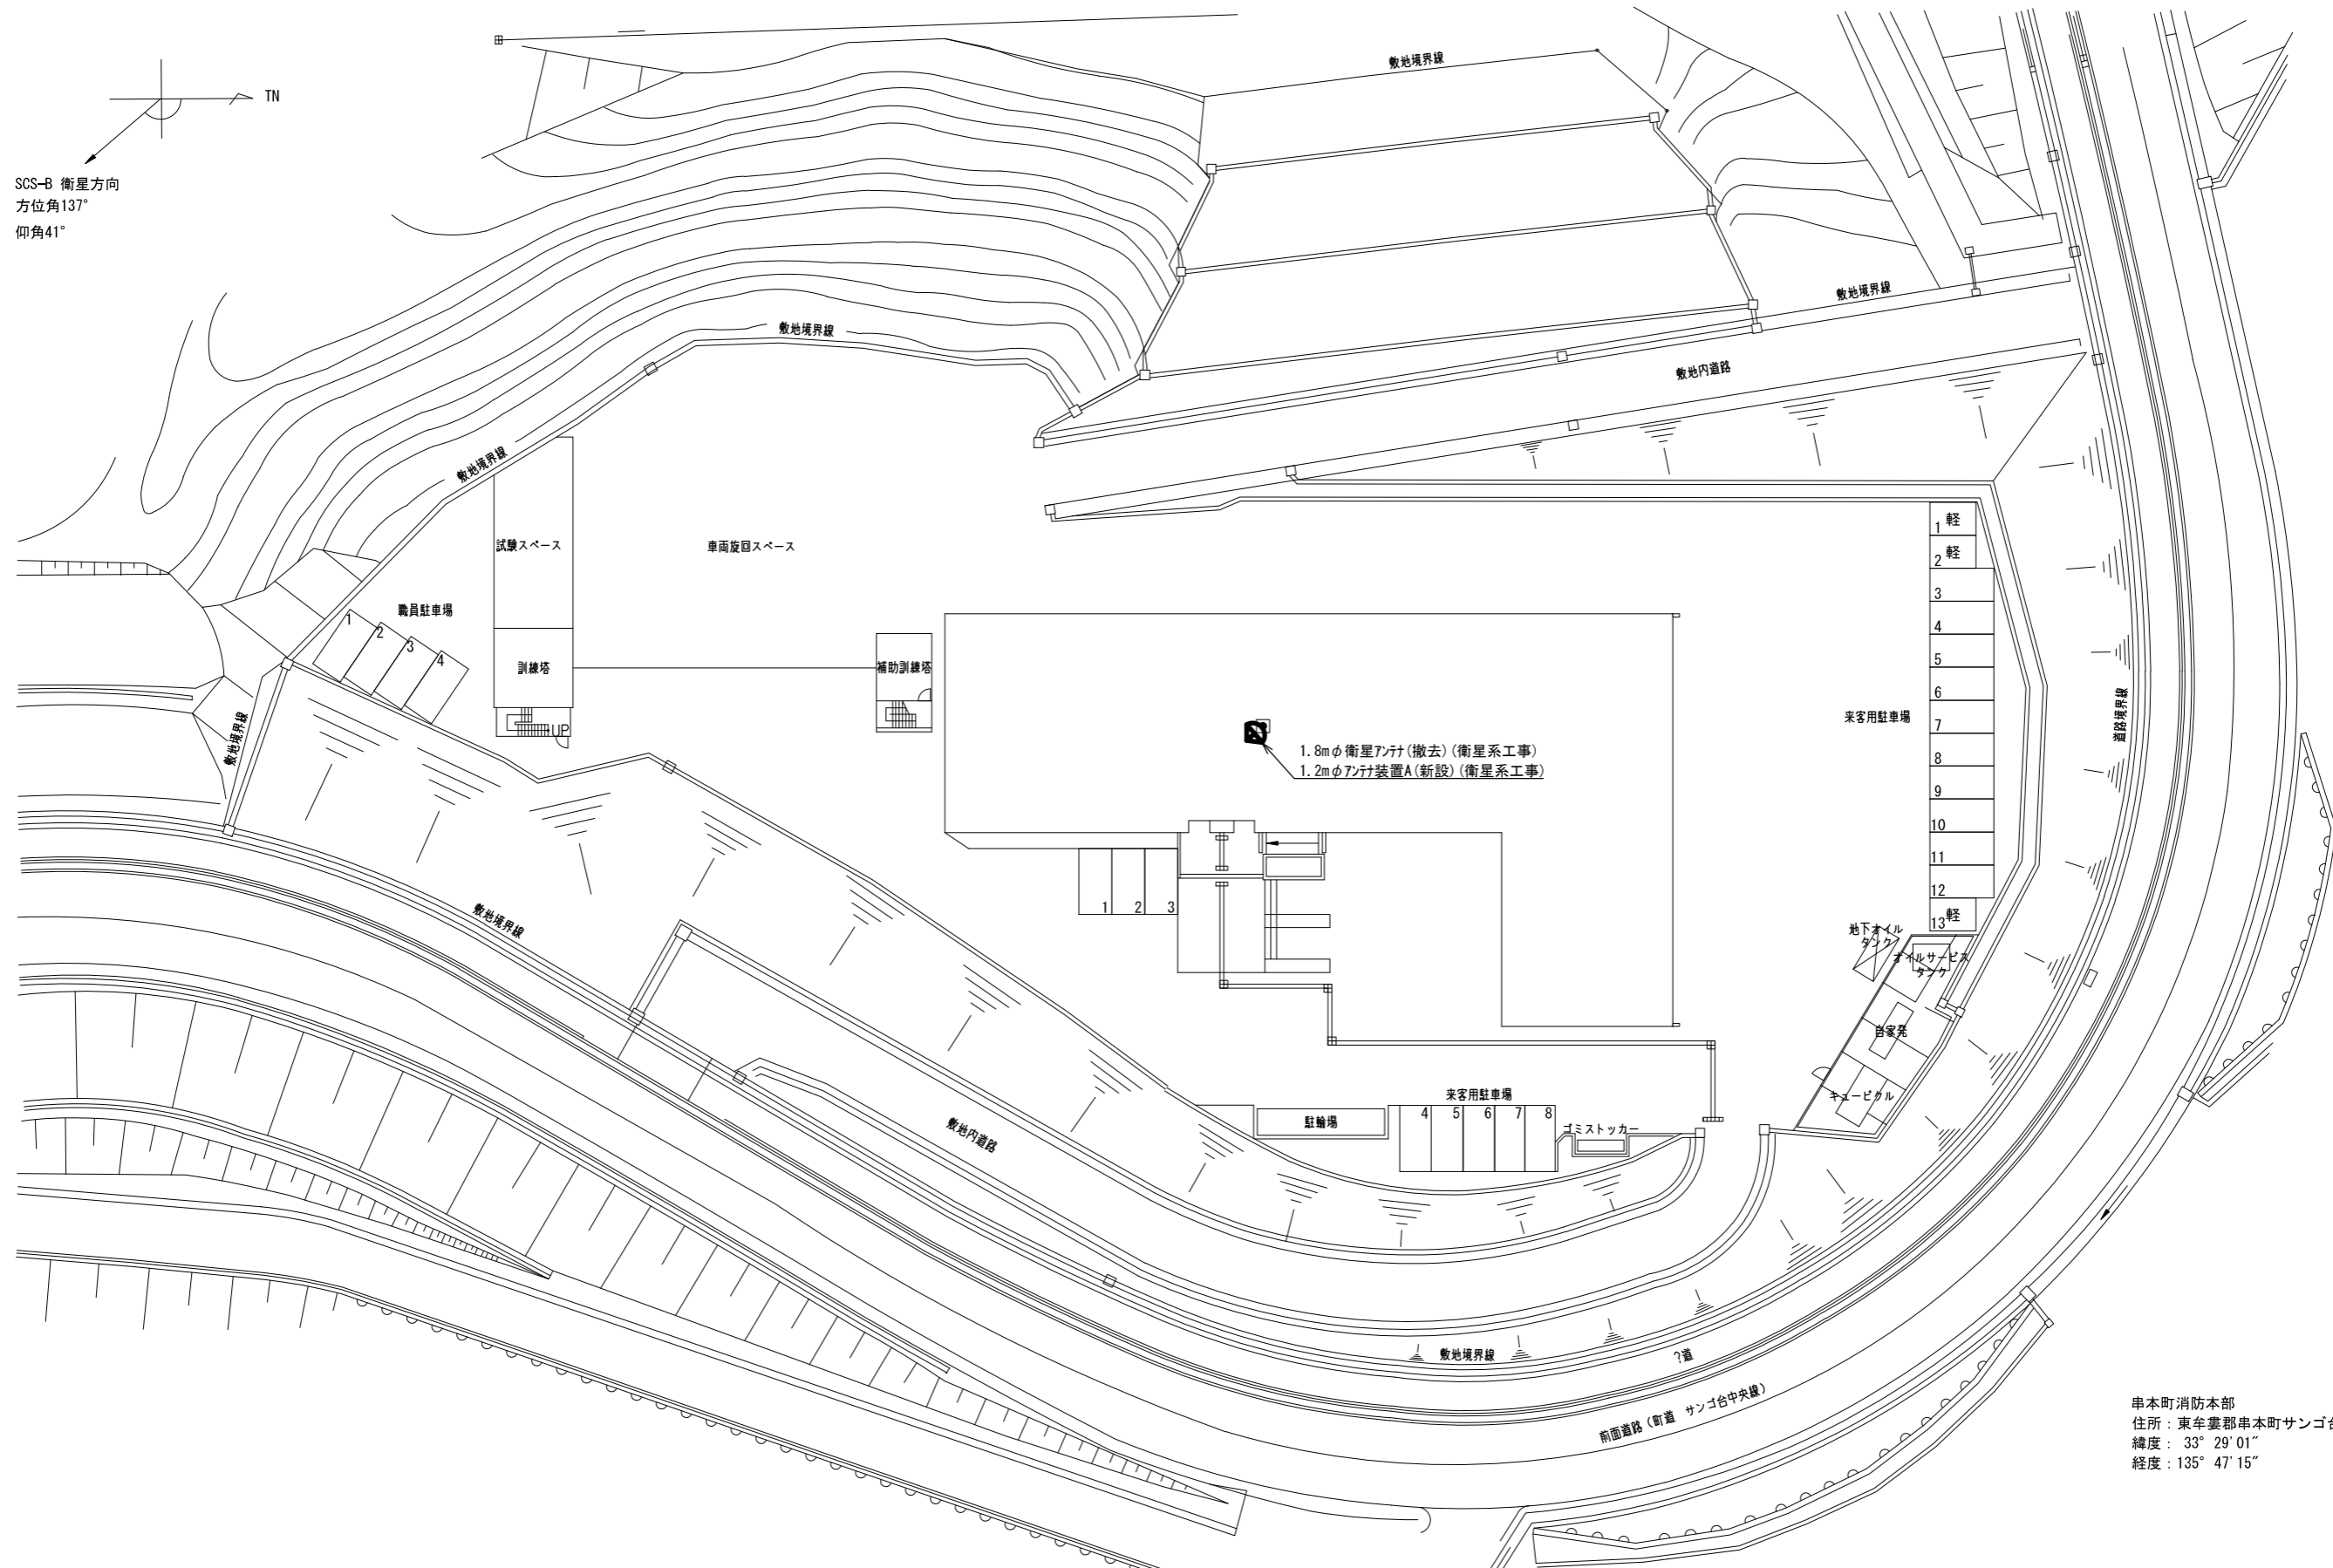 敷地境界線
TN
SCS-B 衛星方向
方位角137°
仰角41°
敷地境界線
敷地境界線
敷地内道路
敷地境界線
試験スペース
車両旋回スペース
職員駐車場
1
2
3
4
訓練塔
UP
補助訓練塔
敷地境界線
1.8mφ衛星アンテナ(撤去)(衛星系工事)
1.2mφアンテナ装置A(新設)(衛星系工事)
1 軽
2 軽
3
4
5
6
7
8
9
10
11
12
13 軽
来客用駐車場
道路境界線
1
2
3
敷地境界線
地下オイル
タンク
オイルサービス
タンク
自家発
キュービクル
来客用駐車場
駐輪場
4
5
6
7
8
ゴミストッカー
敷地内道路
敷地境界線
?道
前面道路(町道 サンゴ台中央線)
串本町消防本部
住所:東牟婁郡串本町サンゴ台
緯度: 33° 29′01″
経度:135° 47′15″